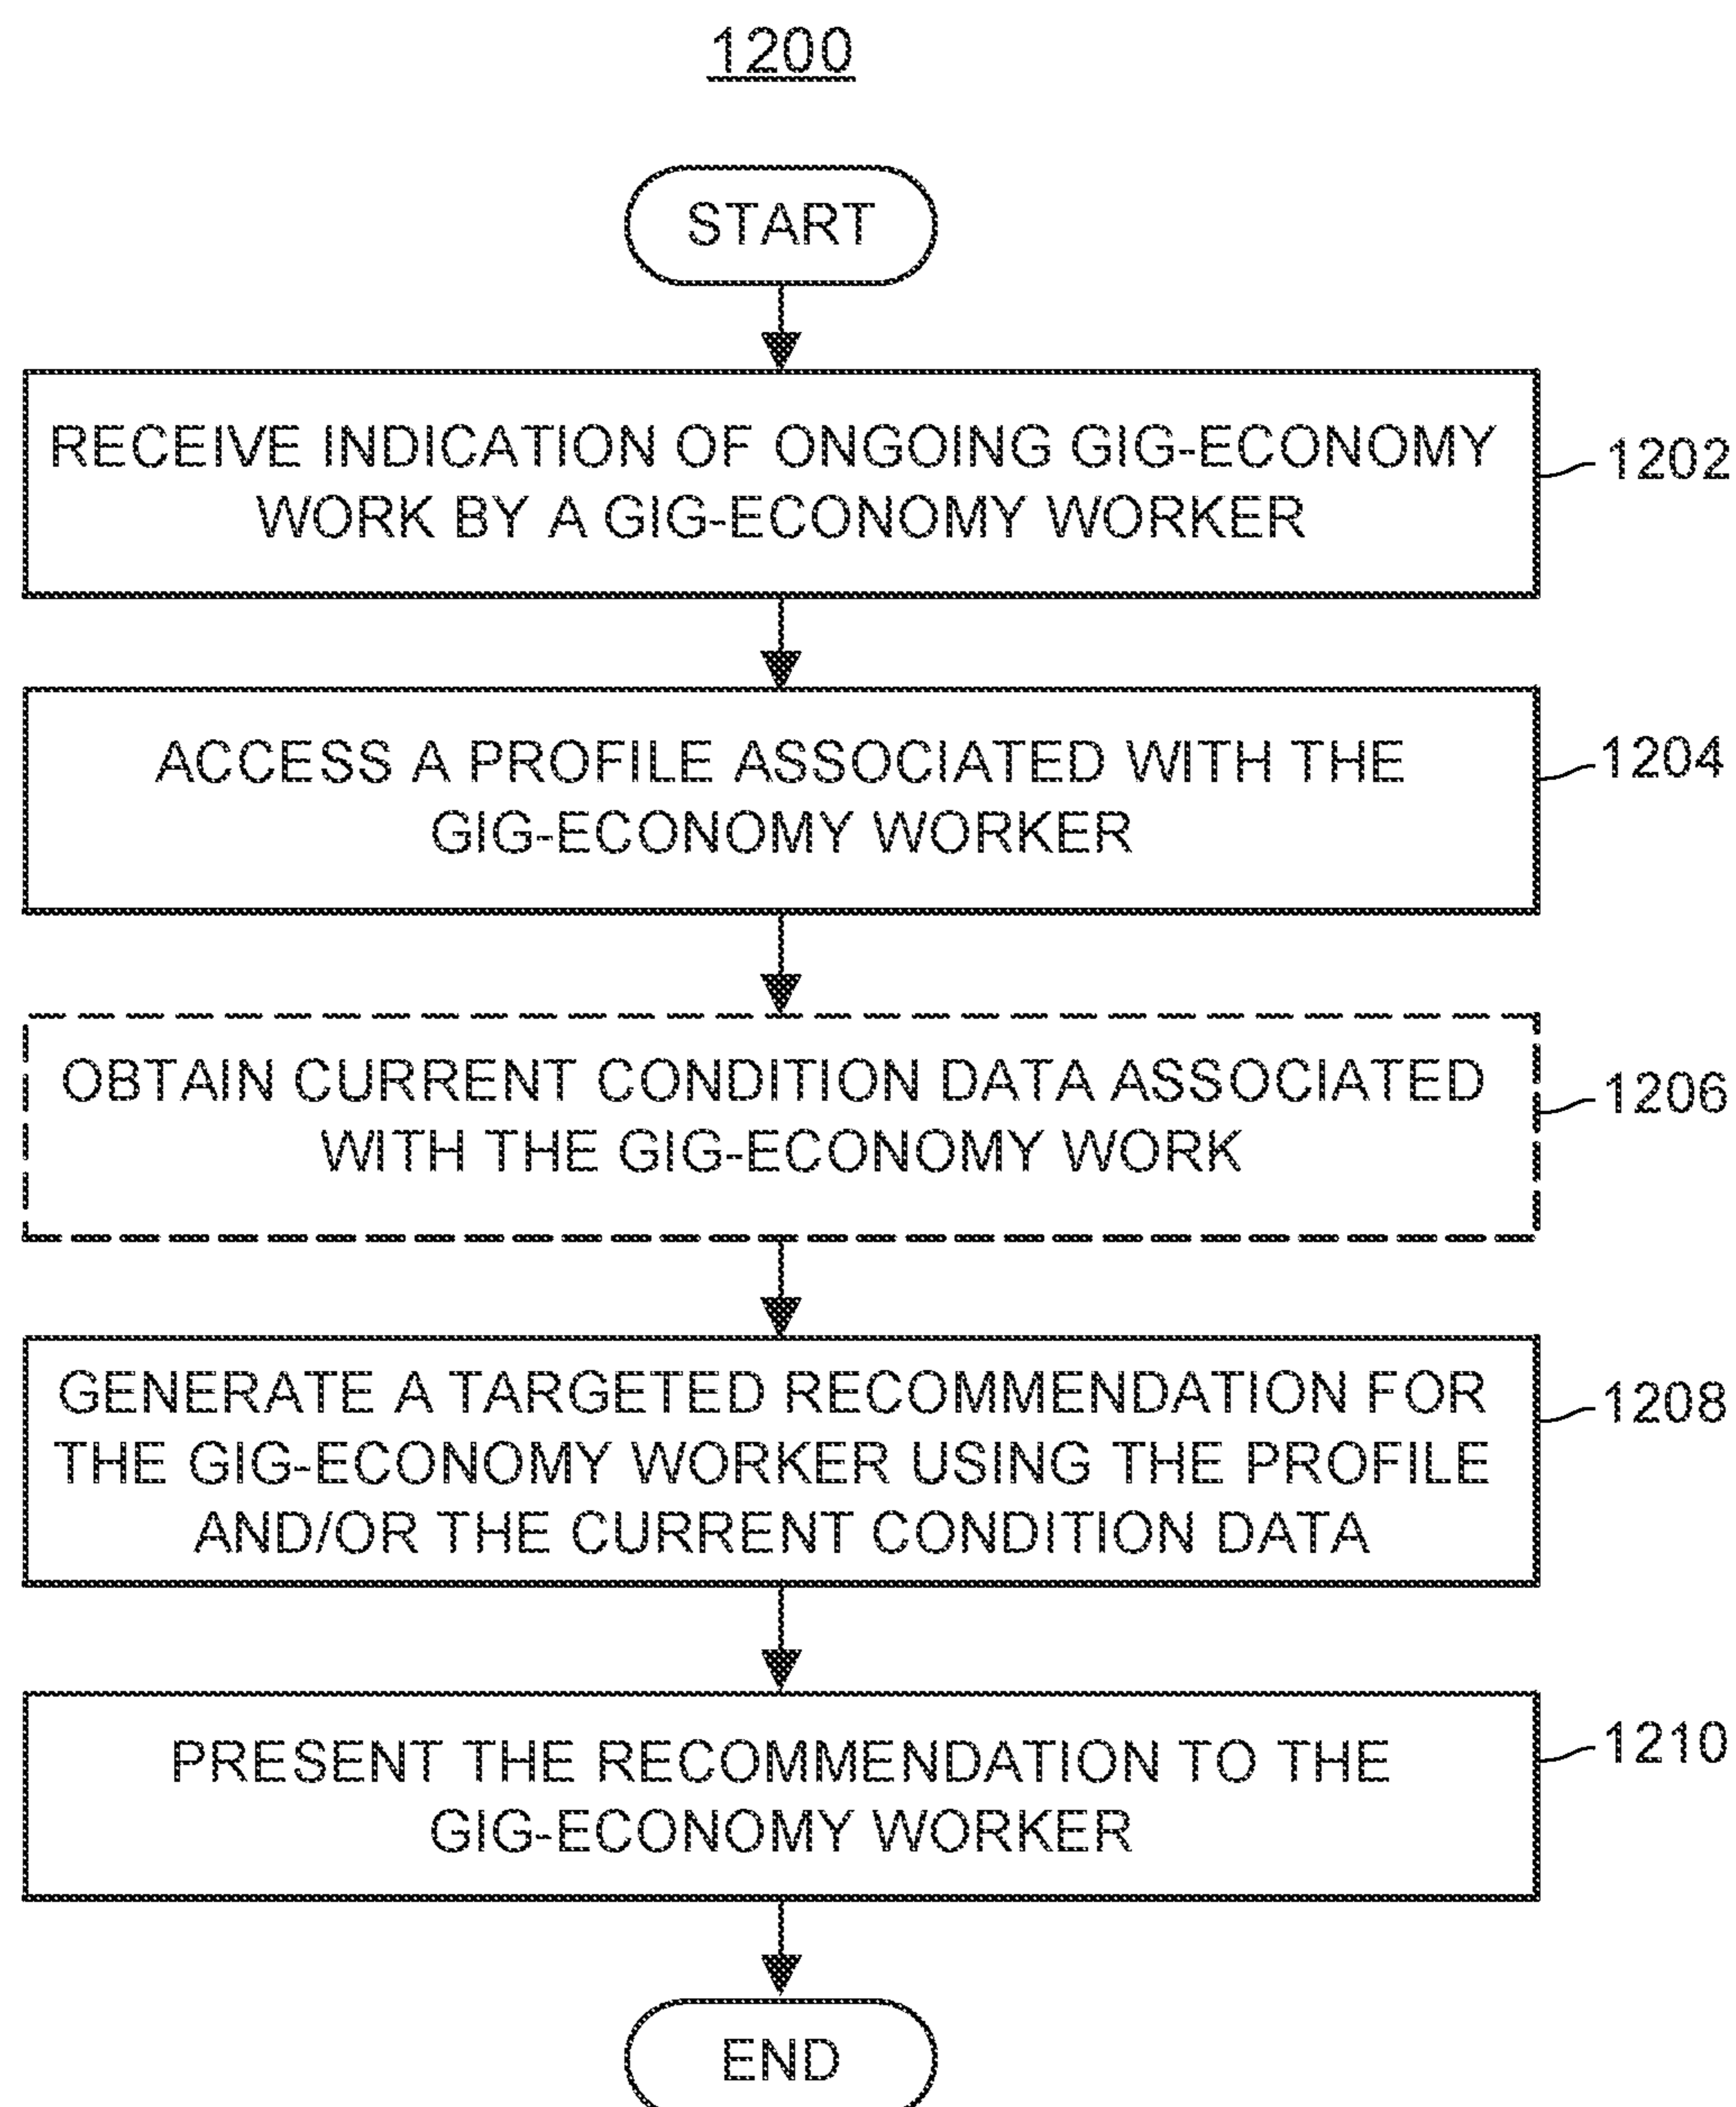 1200
START
RECEIVE INDICATION OF ONGOING GIG-ECONOMY
WORK BY A GIG-ECONOMY WORKER
1202
ACCESS A PROFILE ASSOCIATED WITH THE
GIG-ECONOMY WORKER
1204
OBTAIN CURRENT CONDITION DATA ASSOCIATED
WITH THE GIG-ECONOMY WORK
1206
GENERATE A TARGETED RECOMMENDATION FOR
THE GIG-ECONOMY WORKER USING THE PROFILE
AND/OR THE CURRENT CONDITION DATA
1208
PRESENT THE RECOMMENDATION TO THE
GIG-ECONOMY WORKER
1210
END